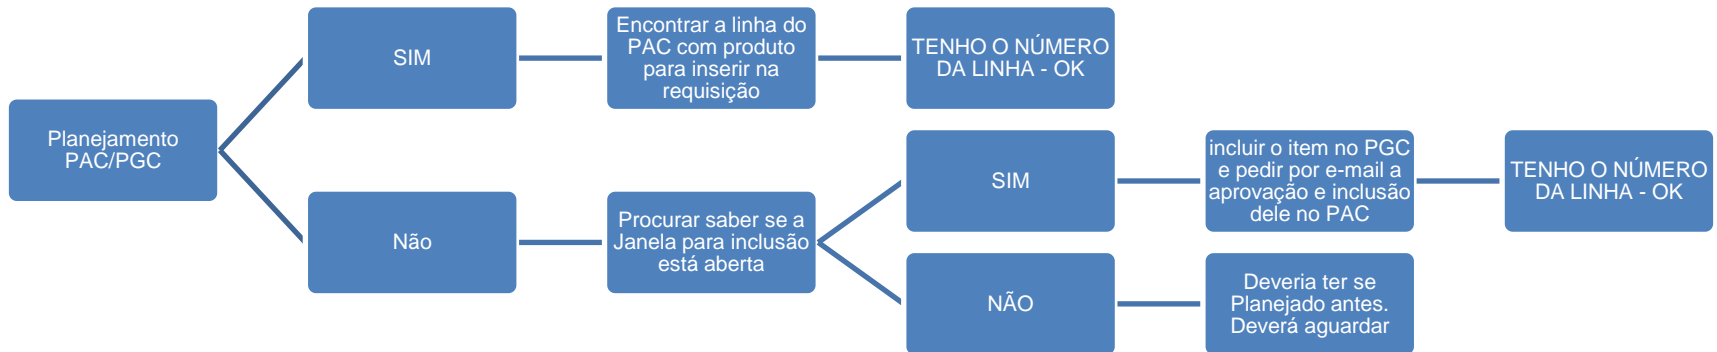 Planejamento
PAC/PGC
SIM
Encontrar a linha do
PAC com produto
para inserir na
requisição
TENHO O NÚMERO
DA LINHA - OK
Não
Procurar saber se a
Janela para inclusão
está aberta
SIM
incluir o item no PGC
e pedir por e-mail a
aprovação e inclusão
dele no PAC
TENHO O NÚMERO
DA LINHA - OK
NÃO
Deveria ter se
Planejado antes.
Deverá aguardar